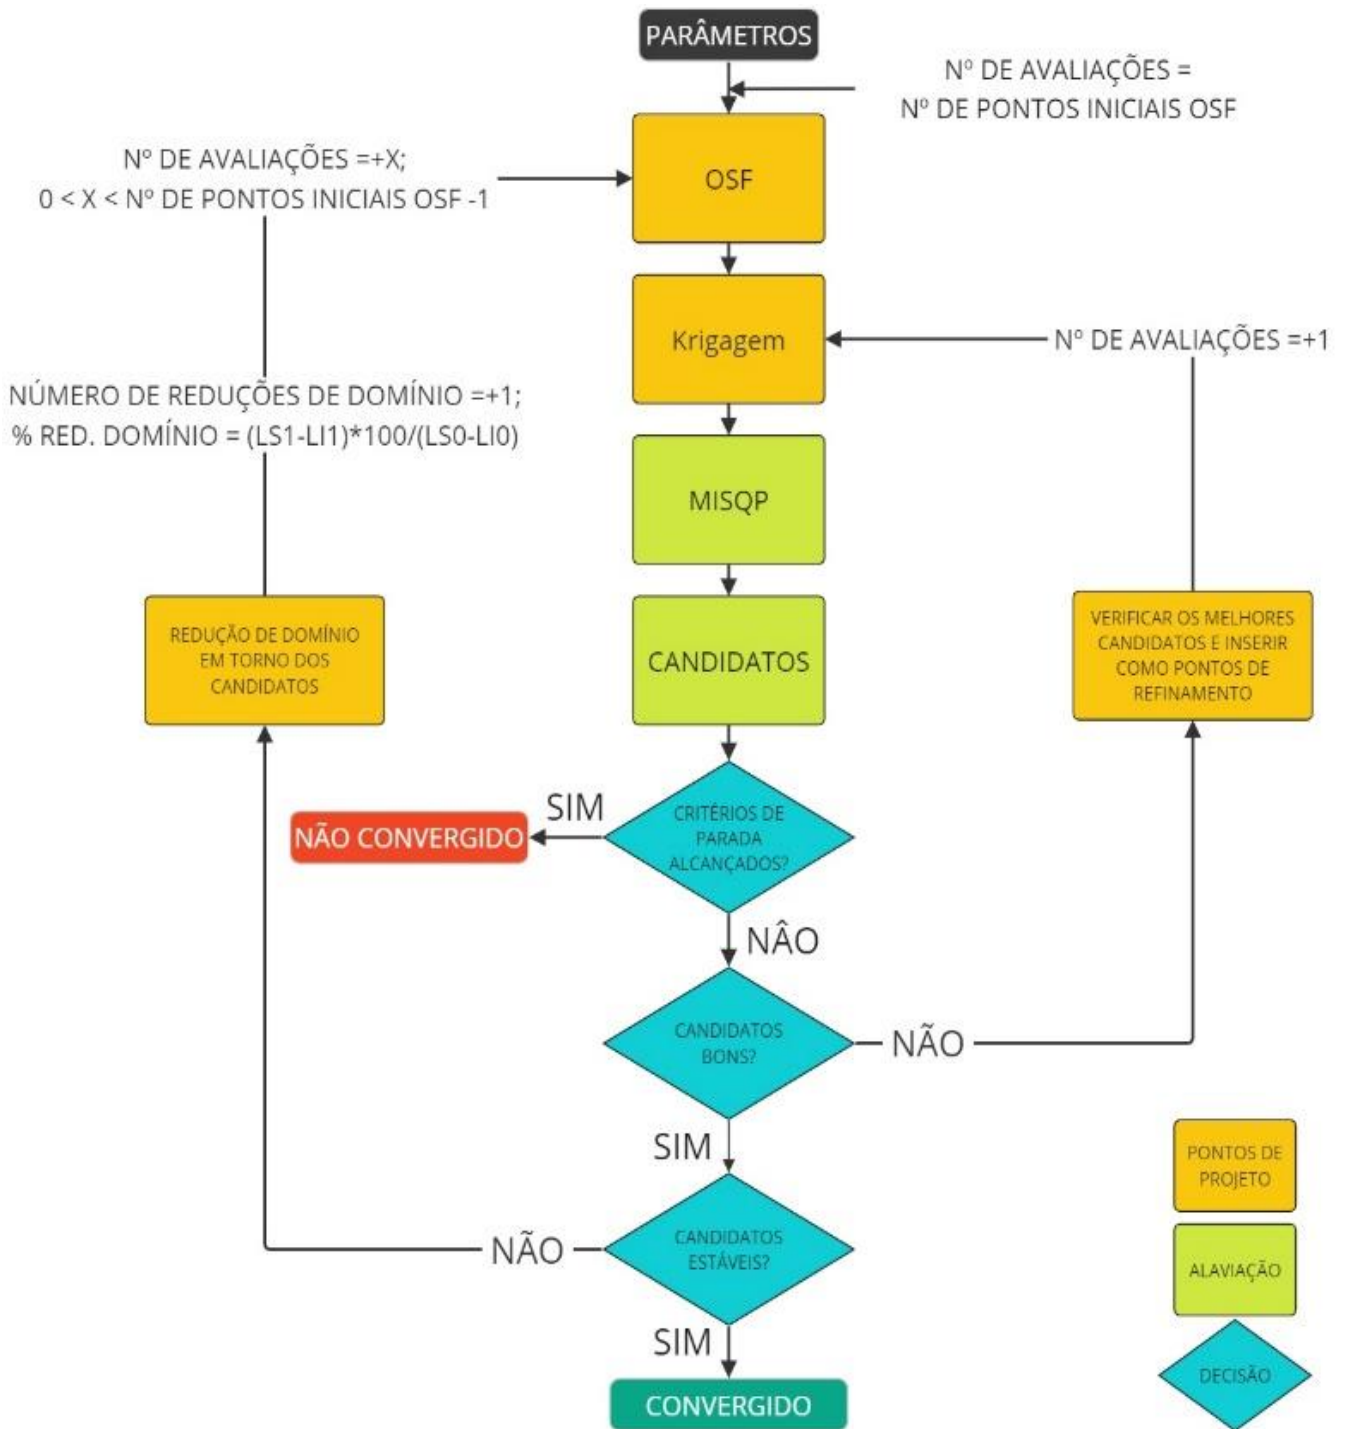 PARÂMETROS
Nº DE AVALIAÇÕES =
Nº DE PONTOS INICIAIS OSF
Nº DE AVALIAÇÕES =+X;
0 < X < Nº DE PONTOS INICIAIS OSF -1
OSF
Krigagem
Nº DE AVALIAÇÕES =+1
NÚMERO DE REDUÇÕES DE DOMÍNIO =+1;
% RED. DOMÍNIO = (LS1-LI1)*100/(LS0-LI0)
MISQP
REDUÇÃO DE DOMÍNIO
EM TORNO DOS
CANDIDATOS
CANDIDATOS
VERIFICAR OS MELHORES
CANDIDATOS E INSERIR
COMO PONTOS DE
REFINAMENTO
NÃO CONVERGIDO
SIM
CRITÉRIOS DE
PARADA
ALCANÇADOS?
NÂO
CANDIDATOS
BONS?
NÃO
SIM
CANDIDATOS
ESTÁVEIS?
NÃO
SIM
CONVERGIDO
PONTOS DE
PROJETO
ALAVIAÇÃO
DECISÃO